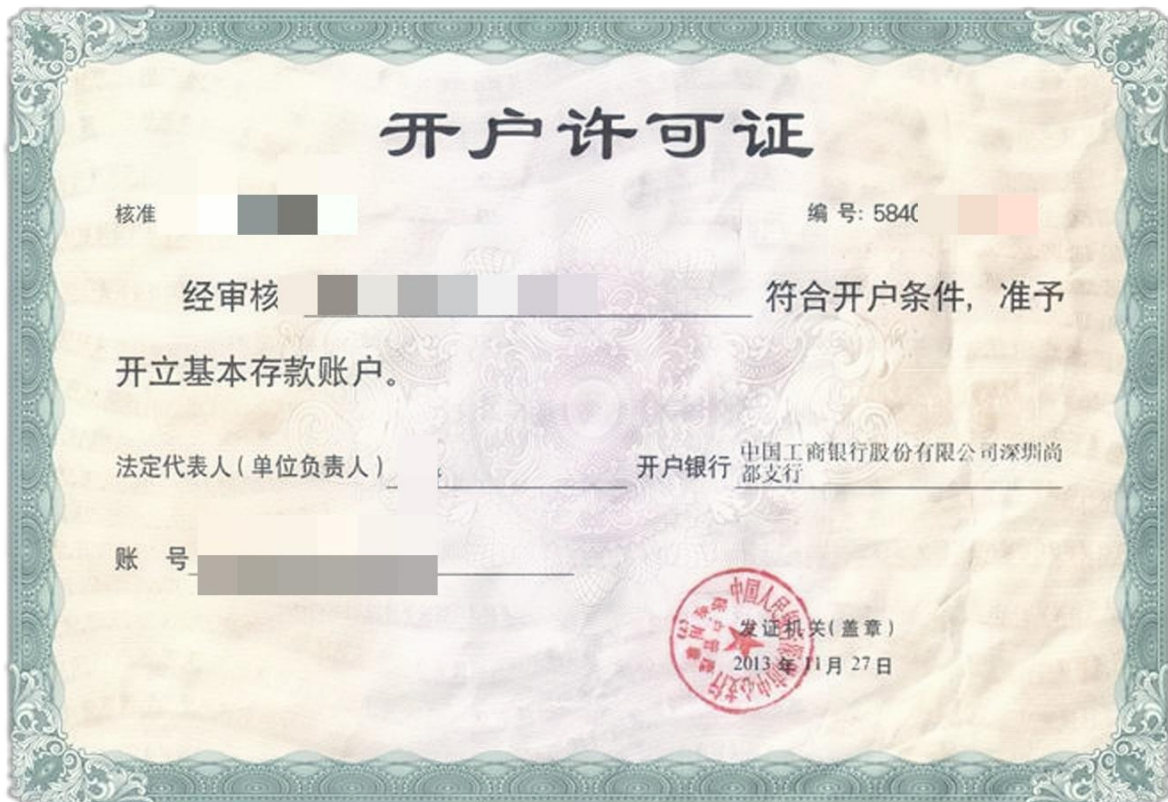 开户许可证
核准
编 号: 5840
经审核 符合开户条件, 准予
开立基本存款账户。
法定代表人(单位负责人) 开户银行 中国工商银行股份有限公司深圳尚
部支行
账 号
发证机关(盖章)
2013 年 11 月 27 日